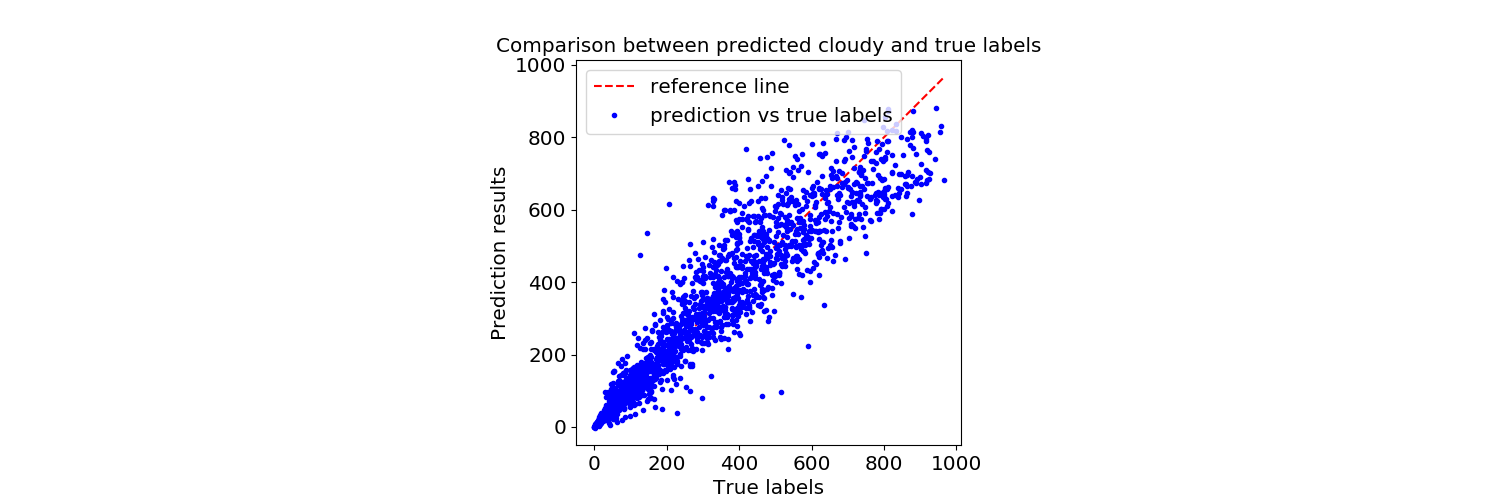 Comparison between predicted cloudy and true labels
1000
800
600
400
200
0
Prediction results
reference line
prediction vs true labels
0 200 400 600 800 1000
True labels